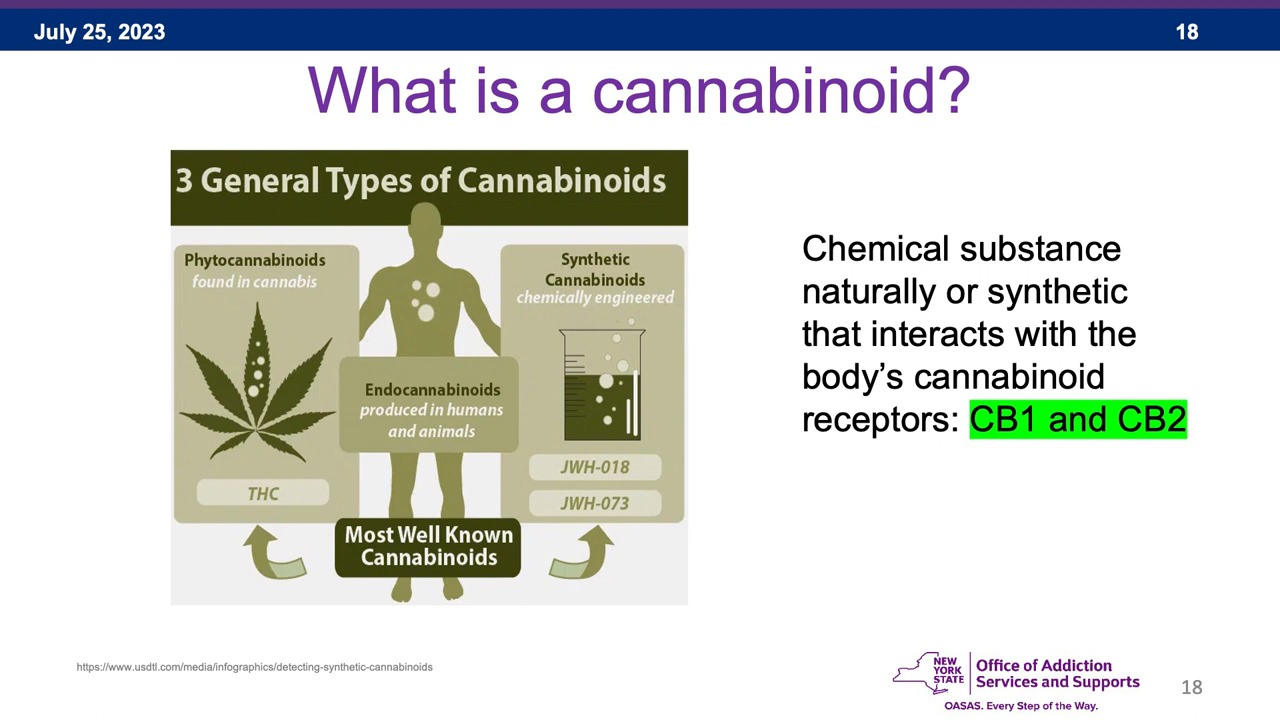 July 25, 2023
18
What is a cannabinoid?
3 General Types of Cannabinoids
Phytocannabinoids
found in cannabis
THC
Endocannabinoids
produced in humans
and animals
Synthetic
Cannabinoids
chemically engineered
JWH-018
JWH-073
Most Well Known
Cannabinoids
Chemical substance
naturally or synthetic
that interacts with the
body’s cannabinoid
receptors: CB1 and CB2
https://www.usdtl.com/media/infographics/detecting-synthetic-cannabinoids
NEW
YORK
STATE
Office of Addiction
Services and Supports
OASAS. Every Step of the Way.
18